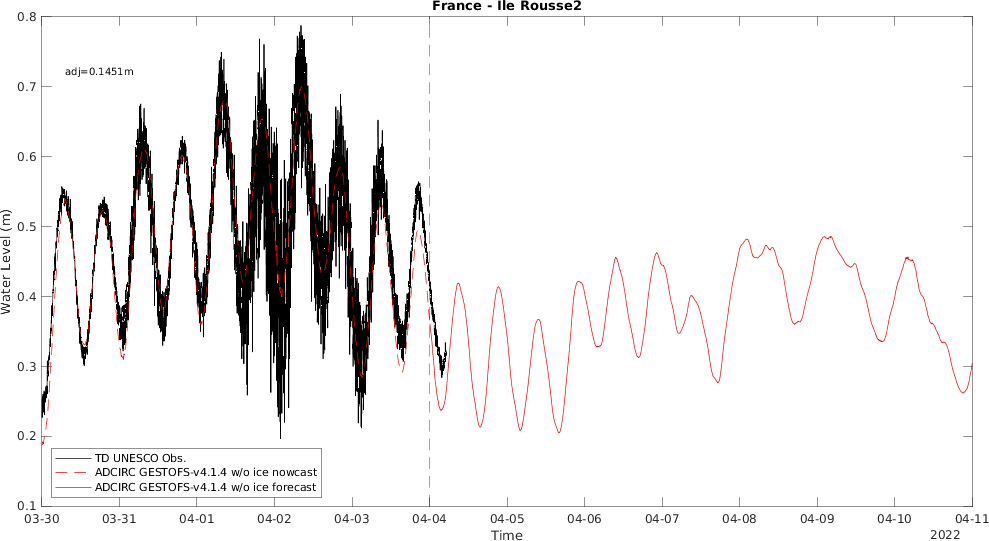 France - Ile Rousse2
adj=0.1451m
Water Level (m)
0.8
0.7
0.6
0.5
0.4
0.3
0.2
0.1
TD UNESCO Obs.
ADCIRC GESTOFS-v4.1.4 w/o ice nowcast
ADCIRC GESTOFS-v4.1.4 w/o ice forecast
03-30 03-31 04-01 04-02 04-03 04-04 04-05 04-06 04-07 04-08 04-09 04-10 04-11
Time
2022